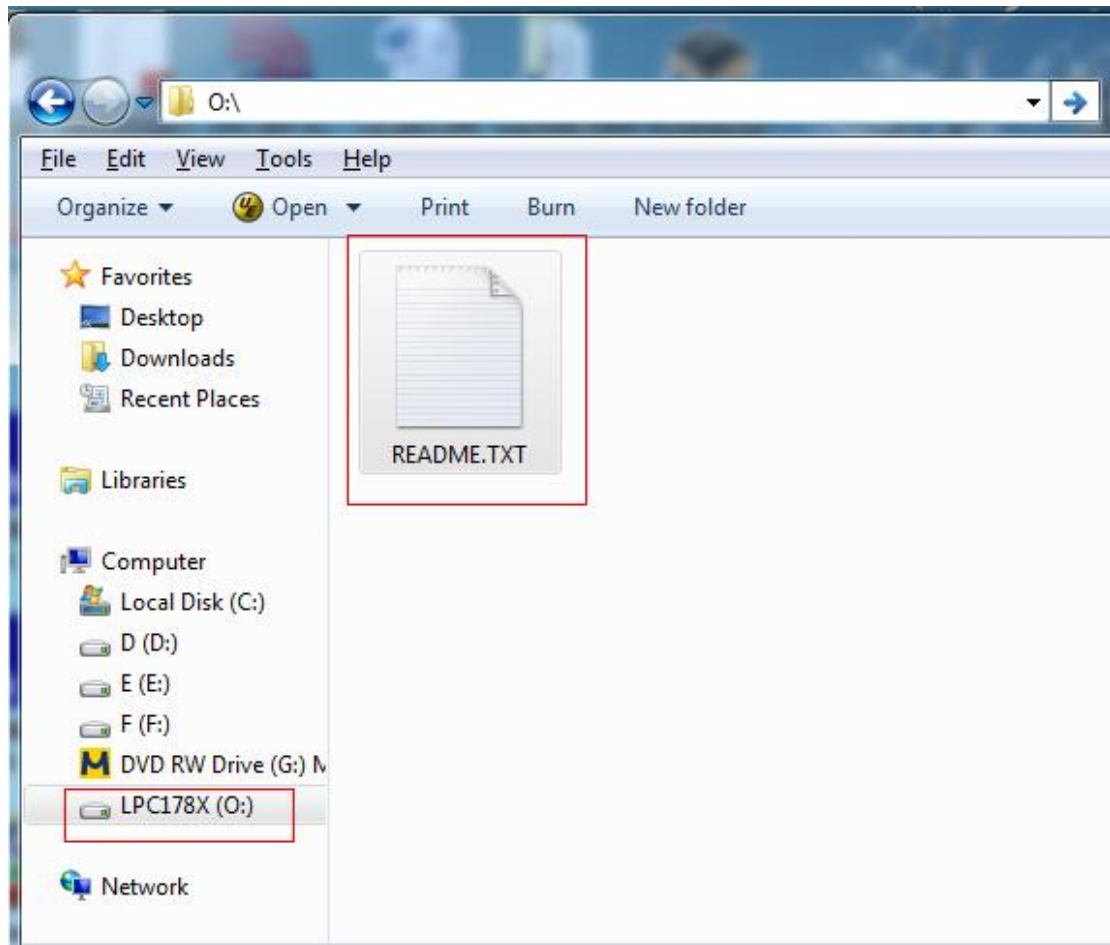 O:\
File Edit View Tools Help
Organize Open Print Burn New folder
Favorites
Desktop
Downloads
Recent Places
Libraries
Computer
Local Disk (C:)
D (D:)
E (E:)
F (F:)
DVD RW Drive (G:) M
LPC178X (O:)
Network
README.TXT